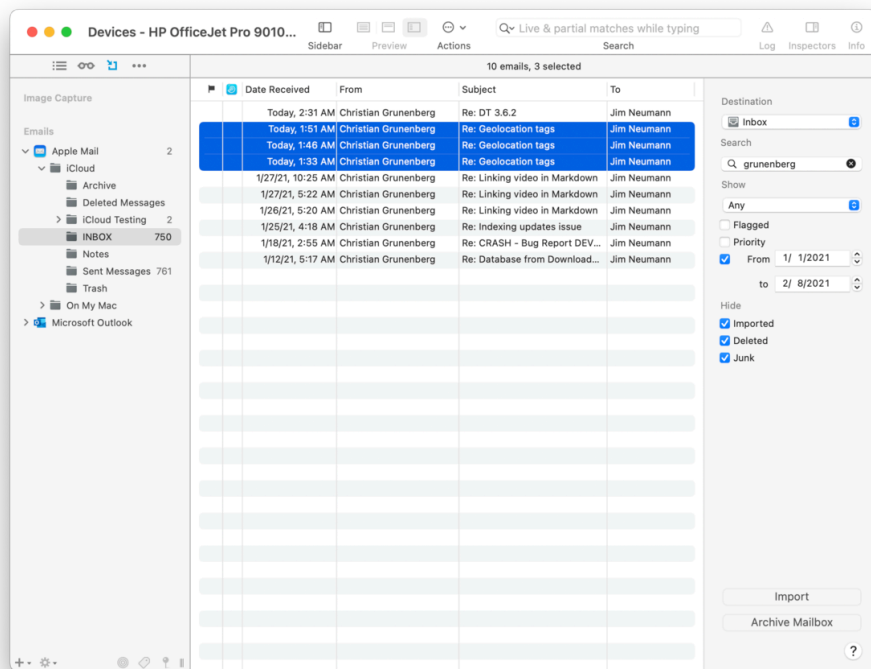 Devices - HP OfficeJet Pro 9010...
Sidebar
Preview
Actions
Live & partial matches while typing
Search
Log
Inspectors
Info
10 emails, 3 selected
Image Capture
Emails
Apple Mail 2
iCloud
Archive
Deleted Messages
iCloud Testing 2
INBOX 750
Notes
Sent Messages 761
Trash
On My Mac
Microsoft Outlook
Date Received From Subject To
Today, 2:31 AM Christian Grunenberg Re: DT 3.6.2 Jim Neumann
Today, 1:51 AM Christian Grunenberg Re: Geolocation tags Jim Neumann
Today, 1:46 AM Christian Grunenberg Re: Geolocation tags Jim Neumann
Today, 1:33 AM Christian Grunenberg Re: Geolocation tags Jim Neumann
1/27/21, 10:25 AM Christian Grunenberg Re: Linking video in Markdown Jim Neumann
1/27/21, 5:22 AM Christian Grunenberg Re: Linking video in Markdown Jim Neumann
1/26/21, 5:20 AM Christian Grunenberg Re: Linking video in Markdown Jim Neumann
1/25/21, 4:18 AM Christian Grunenberg Re: Indexing updates issue Jim Neumann
1/18/21, 2:55 AM Christian Grunenberg Re: CRASH - Bug Report DEV... Jim Neumann
1/12/21, 5:17 AM Christian Grunenberg Re: Database from Download... Jim Neumann
Destination
Inbox
Search
grunenberg
Show
Any
Flagged
Priority
From 1/ 1/2021
to 2/ 8/2021
Hide
Imported
Deleted
Junk
Import
Archive Mailbox
?